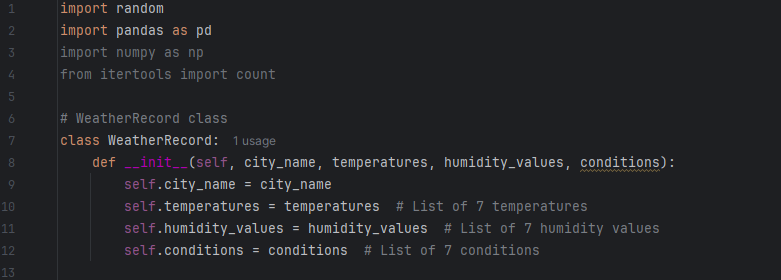 1 import random
2 import pandas as pd
3 import numpy as np
4 from itertools import count
5
6 # WeatherRecord class
7 class WeatherRecord: 1 usage
8     def __init__(self, city_name, temperatures, humidity_values, conditions):
9         self.city_name = city_name
10         self.temperatures = temperatures  # List of 7 temperatures
11         self.humidity_values = humidity_values  # List of 7 humidity values
12         self.conditions = conditions  # List of 7 conditions
13